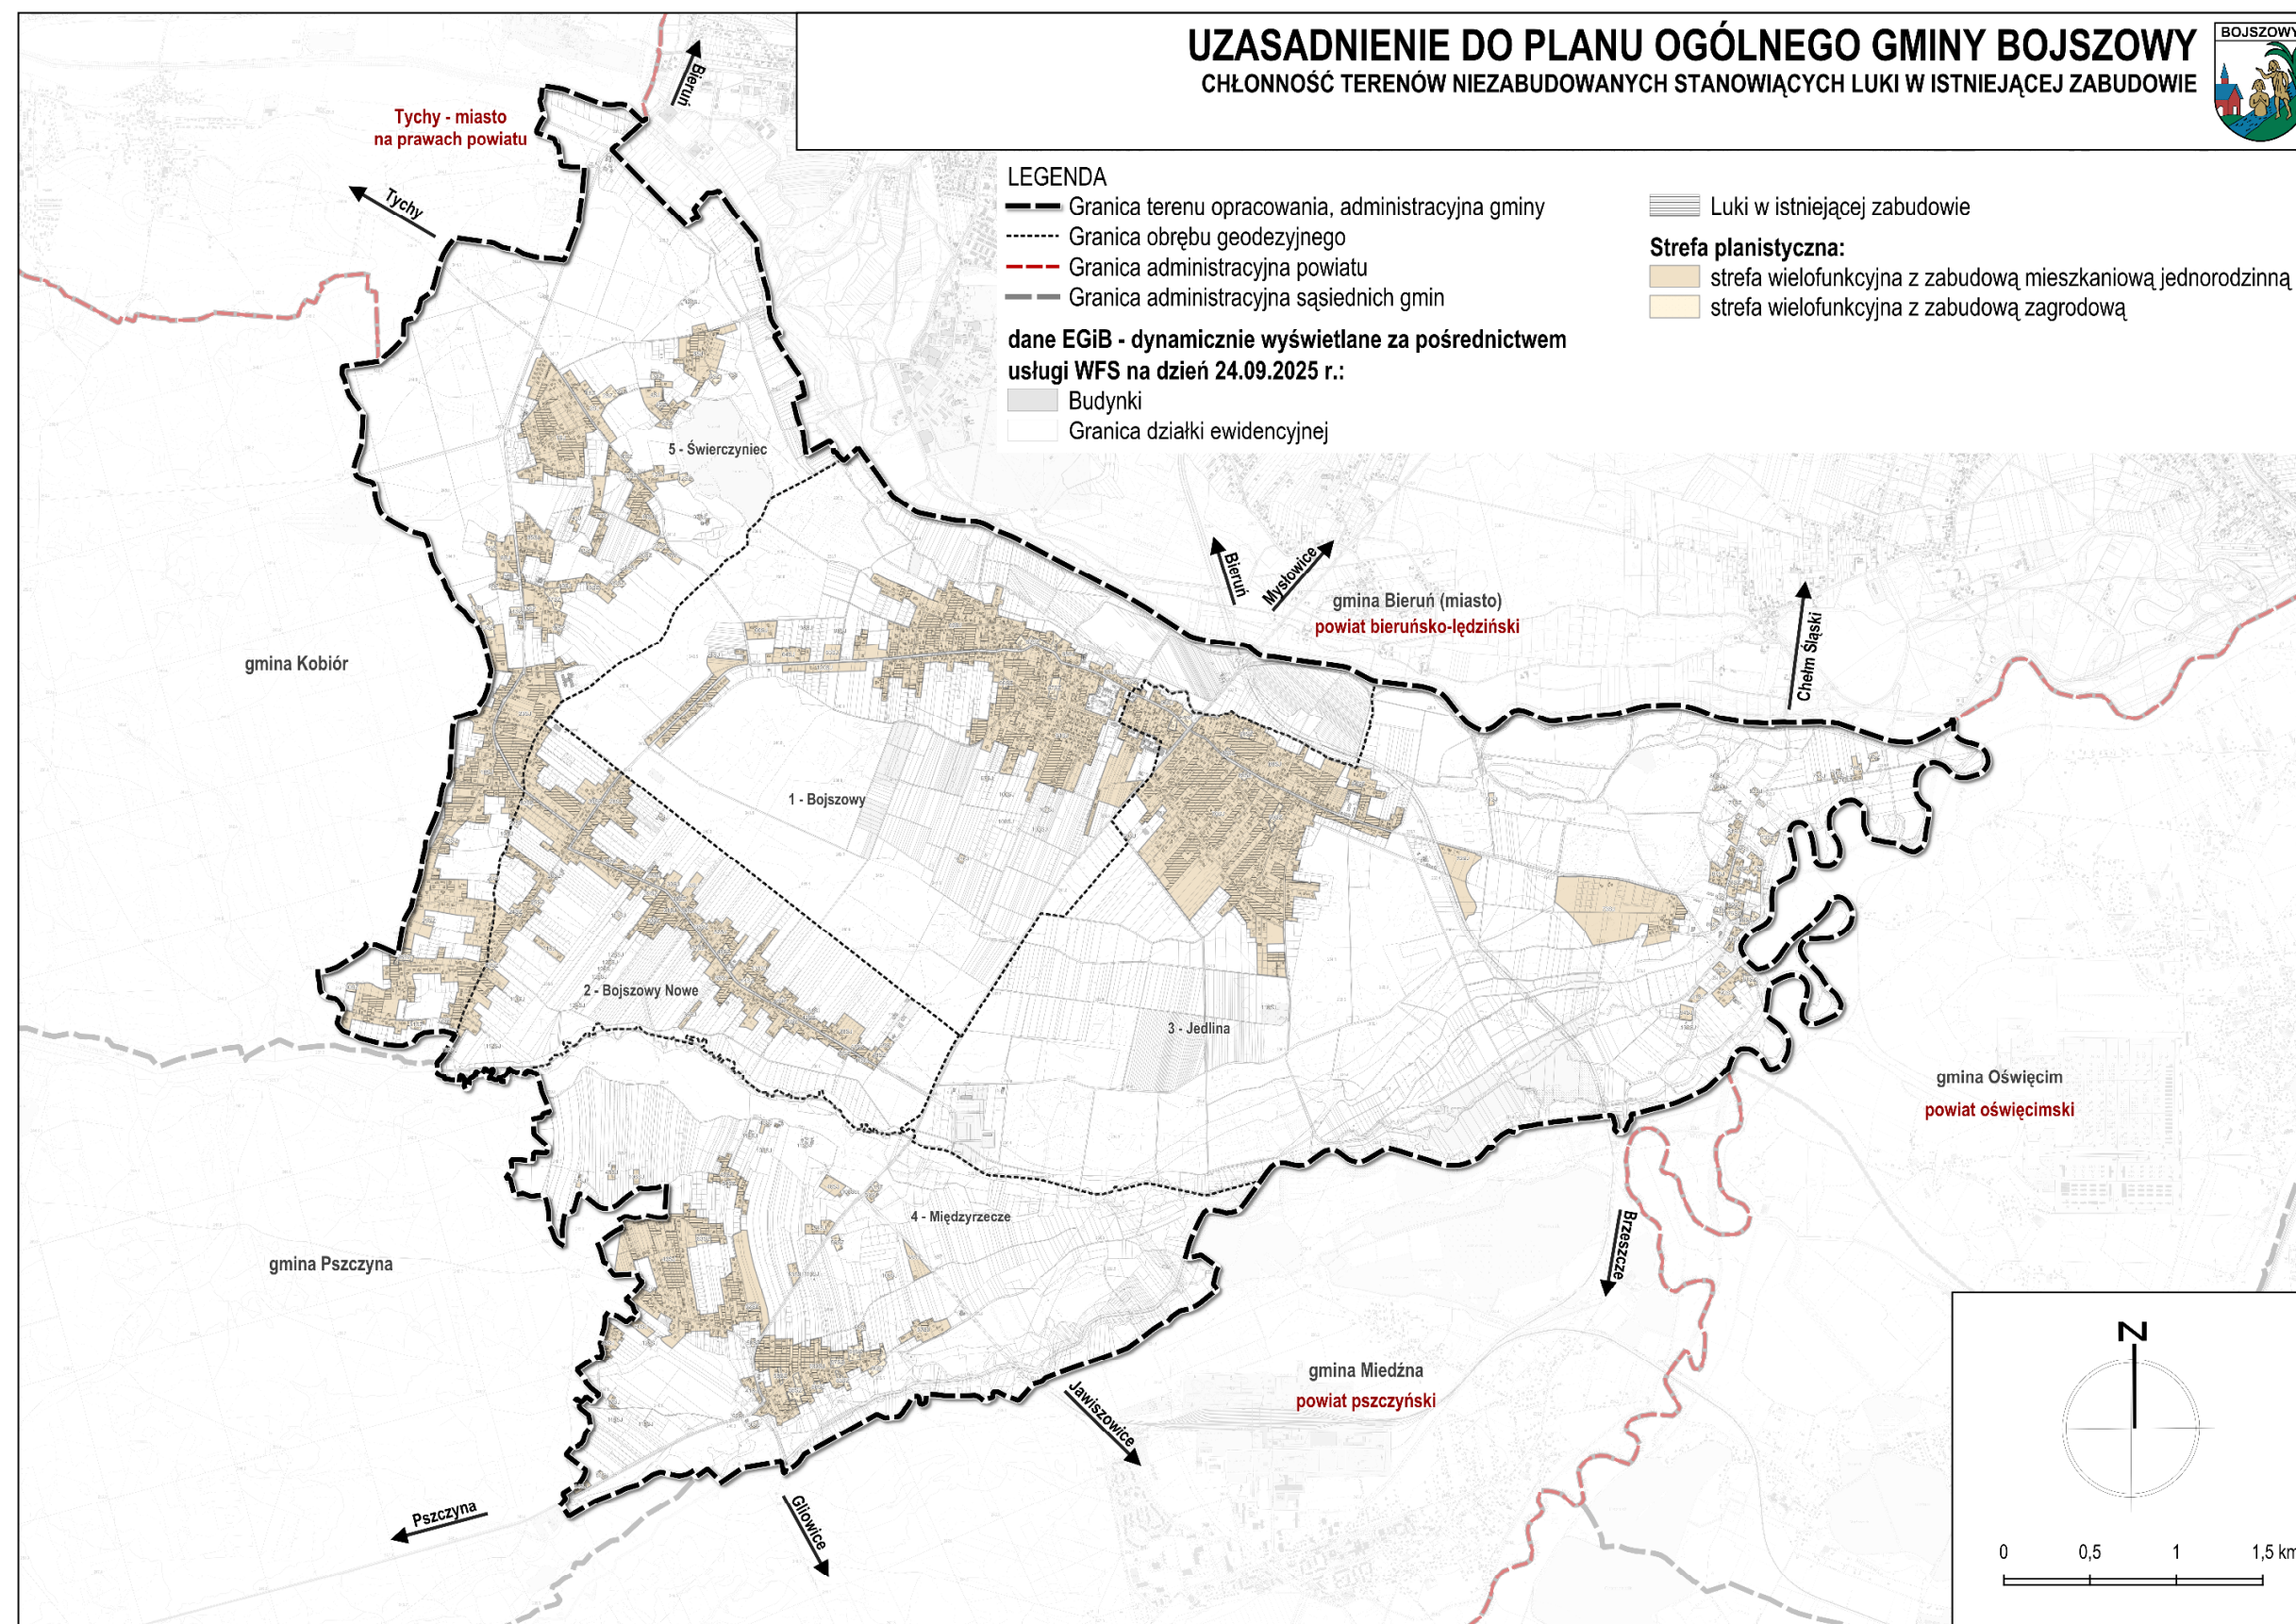 UZASADNIENIE DO PLANU OGÓLNEGO GMINY BOJSZOWY
CHŁONNOŚĆ TERENÓW NIEZABUDOWANYCH STANOWIĄCYCH LUKI W ISTNIEJĄCEJ ZABUDOWIE
BOJSZOWY
LEGENDA
Granica terenu opracowania, administracyjna gminy
Granica obrębu geodezyjnego
Granica administracyjna powiatu
Granica administracyjna sąsiednich gmin
dane EGiB - dynamicznie wyświetlane za pośrednictwem
usługi WFS na dzień 24.09.2025 r.:
Budynki
Granica działki ewidencyjnej
Luki w istniejącej zabudowie
Strefa planistyczna:
strefa wielofunkcyjna z zabudową mieszkaniową jednorodzinną
strefa wielofunkcyjna z zabudową zagrodową
Bieruń
Tychy - miasto
na prawach powiatu
Tychy
5 - Świerczyniec
Bieruń
Mysłowice
gmina Bieruń (miasto)
powiat bieruńsko-lędziński
Chełm Śląski
gmina Kobiór
1 - Bojszowy
2 - Bojszowy Nowe
3 - Jedlina
gmina Oświęcim
powiat oświęcimski
4 - Międzyrzecze
Brzeszcze
gmina Pszczyna
gmina Miedźna
powiat pszczyński
Jawiszowice
Pszczyna
Gliowice
N
0 0,5 1 1,5 km